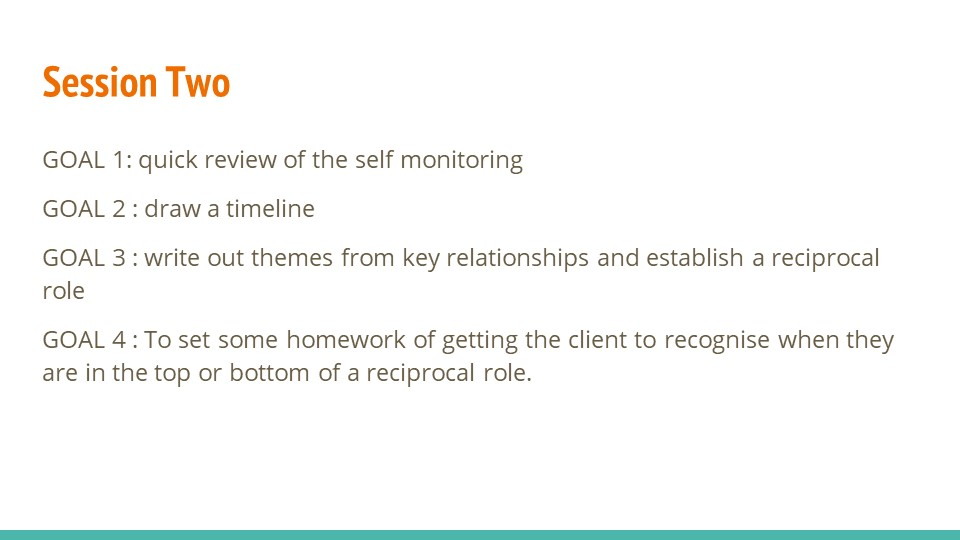 Session Two
GOAL 1: quick review of the self monitoring
GOAL 2 : draw a timeline
GOAL 3 : write out themes from key relationships and establish a reciprocal
role
GOAL 4 : To set some homework of getting the client to recognise when they
are in the top or bottom of a reciprocal role.